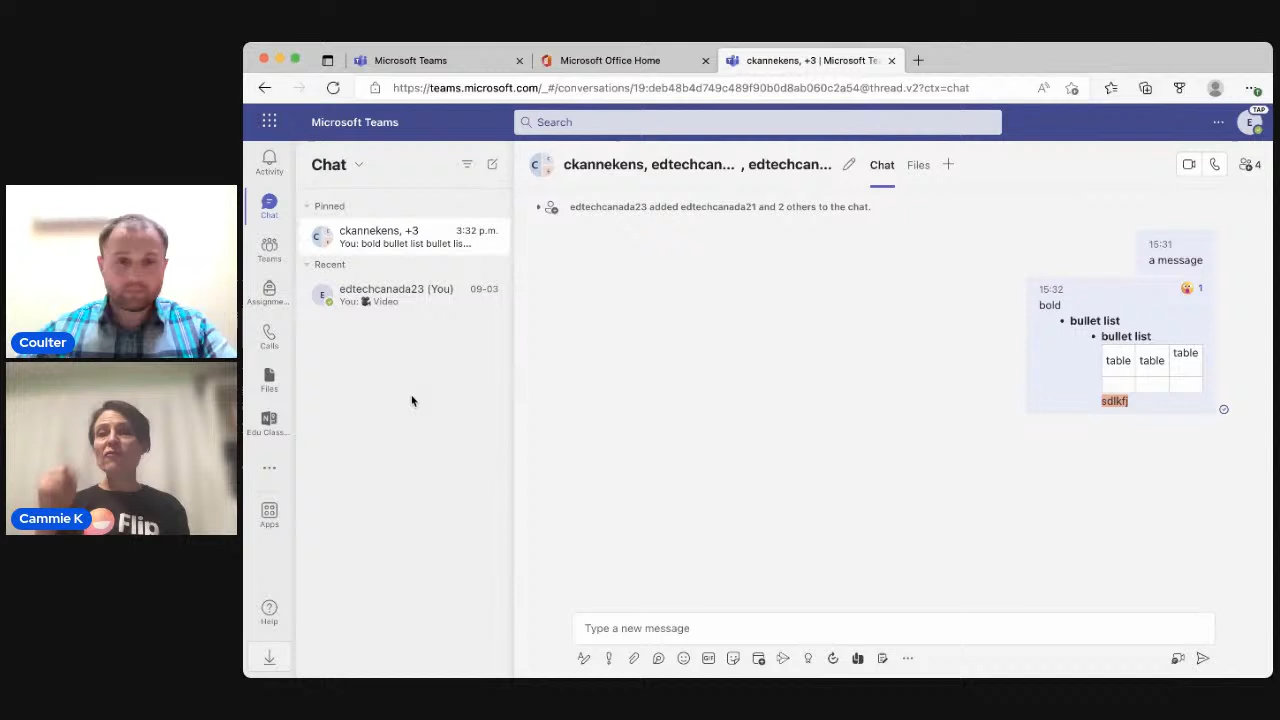 Microsoft Teams
Microsoft Office Home
ckannekens, +3 | Microsoft Te
https://teams.microsoft.com/_#/conversations/19:deb48b4d749c489f90b0d8ab060c2a54@thread.v2?ctx=chat
Microsoft Teams
Search
TAP
E
Activity
Chat
Teams
Assignme...
Calls
Files
Edu Class...
Apps
Help
Chat
Pinned
C
ckannekens, +3
3:32 p.m.
You: bold bullet list bullet lis...
Recent
E
edtechcanada23 (You)
09-03
You: Video
C
ckannekens, edtechcan... , edtechcan...
Chat
Files
4
edtechcanada23 added edtechcanada21 and 2 others to the chat.
15:31
a message
15:32
1
bold
bullet list
bullet list
table table table
sdlkfj
Type a new message
GIF
Coulter
Flip
Cammie K